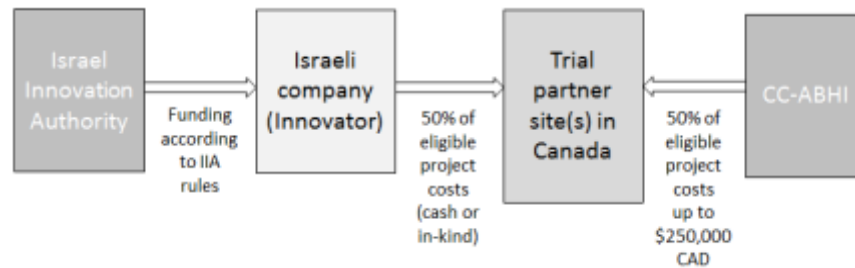 Israel
Innovation
Authority
Funding
according
to IIA
rules
Israeli
company
(Innovator)
50% of
eligible
project
costs
(cash or
in-kind)
Trial
partner
site(s) in
Canada
50% of
eligible
project
costs
up to
$250,000
CAD
CC-ABHI